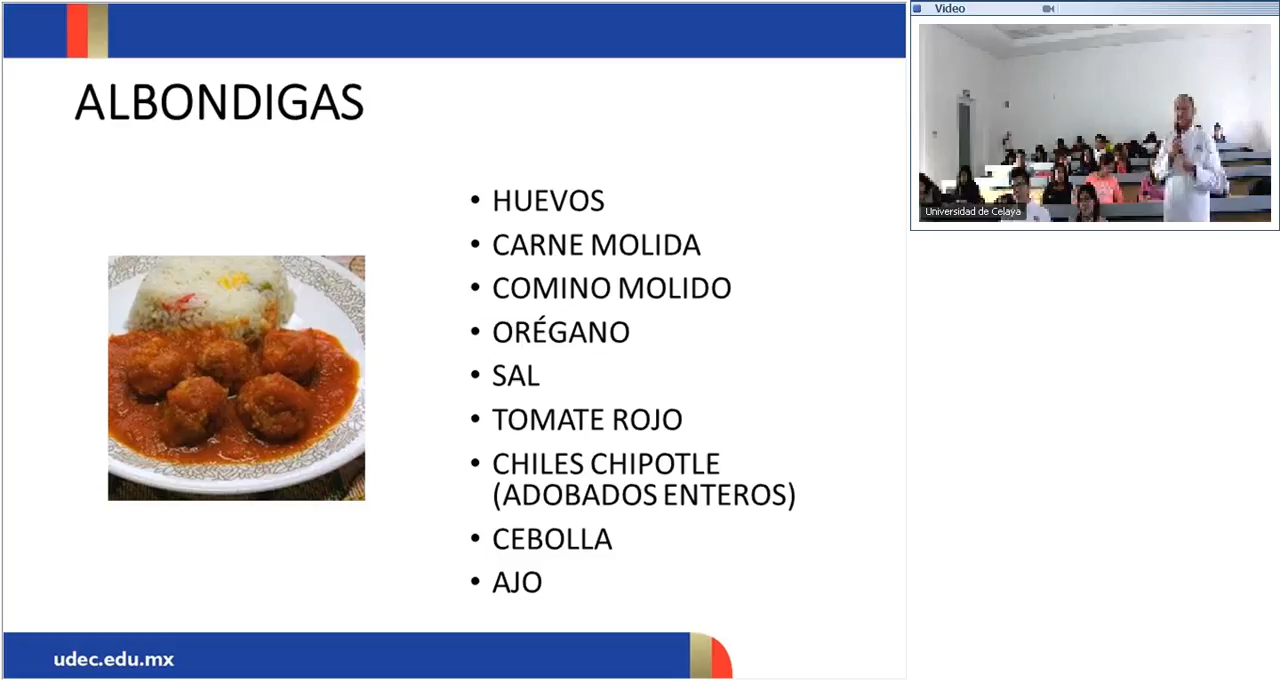 ALBONDIGAS
• HUEVOS
• CARNE MOLIDA
• COMINO MOLIDO
• ORÉGANO
• SAL
• TOMATE ROJO
• CHILES CHIPOTLE
(ADOBADOS ENTEROS)
• CEBOLLA
• AJO
udec.edu.mx
Video
Universidad de Celaya